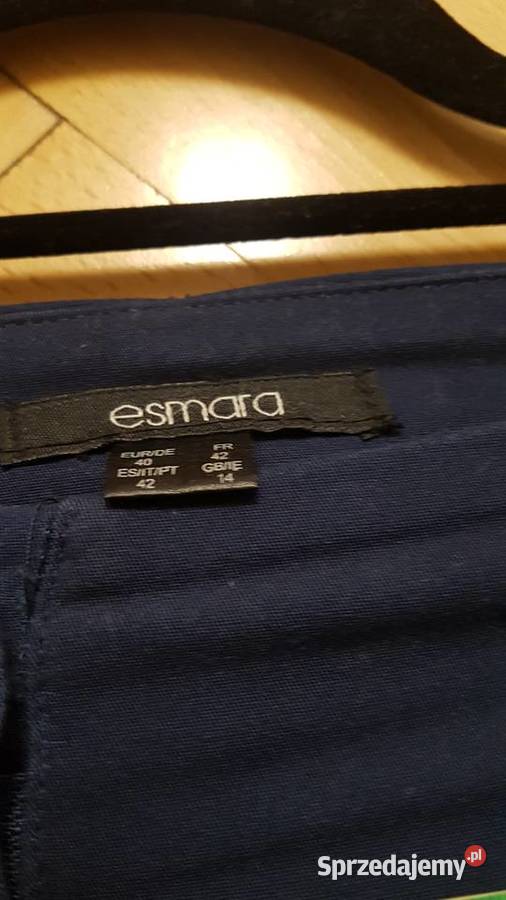 esmara
EUR/DE FR
40 42
ES/IT/PT GB/IE
42 14
Sprzedajemy.pl